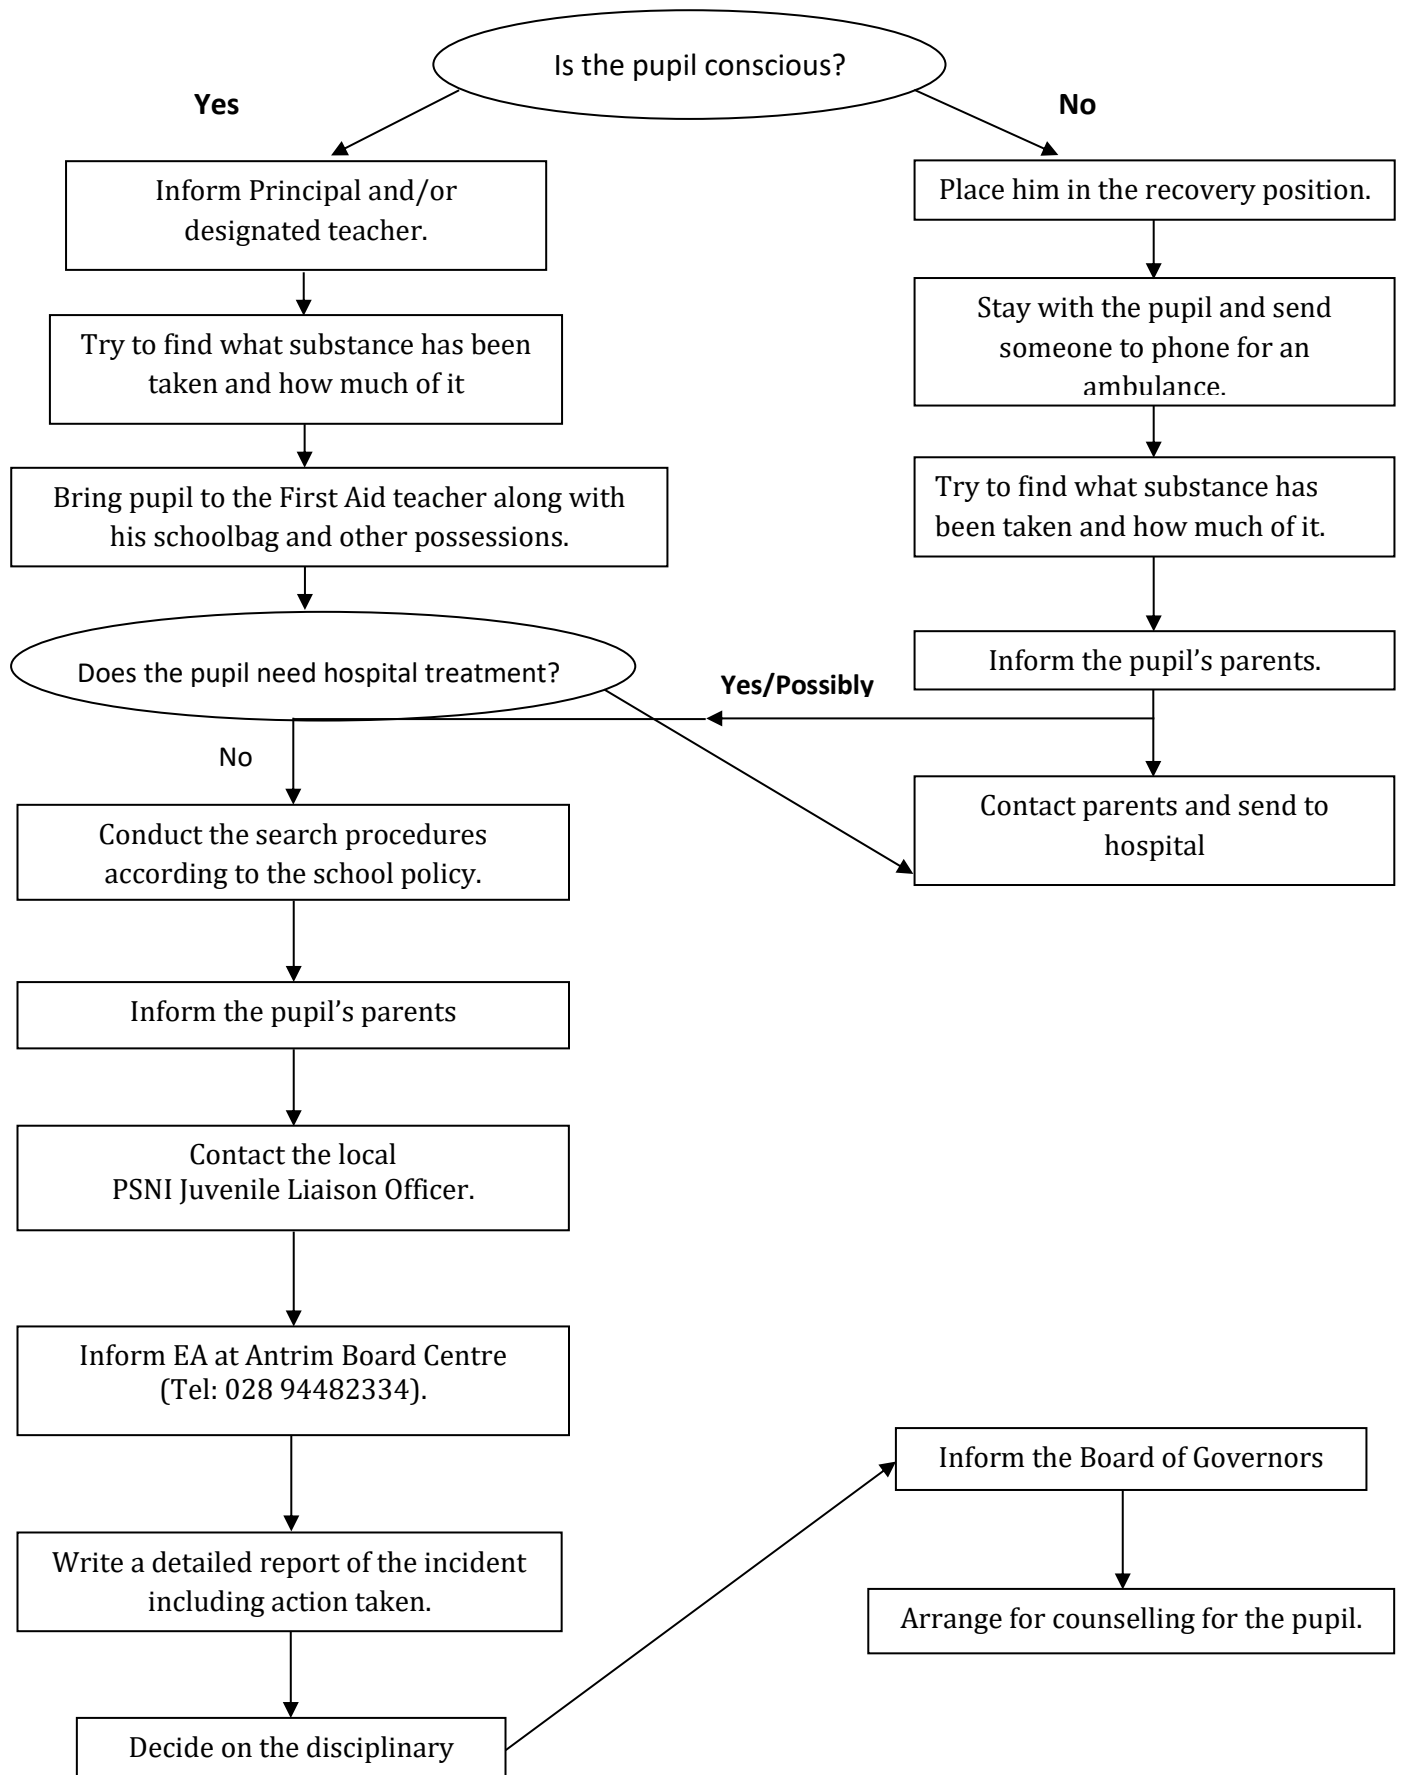 Is the pupil conscious?
Yes
No
Inform Principal and/or
designated teacher.
Place him in the recovery position.
Try to find what substance has been
taken and how much of it
Stay with the pupil and send
someone to phone for an
ambulance.
Bring pupil to the First Aid teacher along with
his schoolbag and other possessions.
Try to find what substance has
been taken and how much of it.
Does the pupil need hospital treatment?
Inform the pupil’s parents.
Yes/Possibly
No
Contact parents and send to
hospital
Conduct the search procedures
according to the school policy.
Inform the pupil’s parents
Contact the local
PSNI Juvenile Liaison Officer.
Inform EA at Antrim Board Centre
(Tel: 028 94482334).
Write a detailed report of the incident
including action taken.
Decide on the disciplinary
Inform the Board of Governors
Arrange for counselling for the pupil.